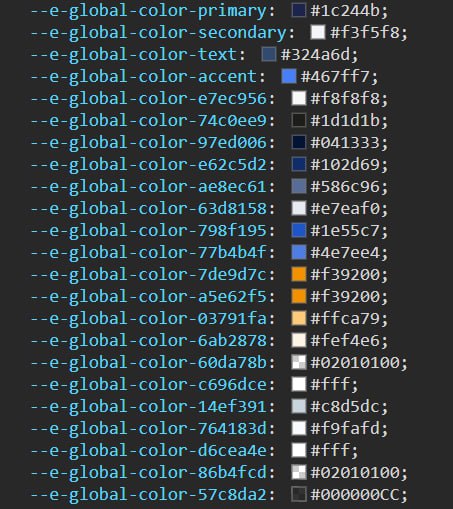 --e-global-color-primary: #1c244b;
--e-global-color-secondary: #f3f5f8;
--e-global-color-text: #324a6d;
--e-global-color-accent: #467ff7;
--e-global-color-e7ec956: #f8f8f8;
--e-global-color-74c0ee9: #1d1d1b;
--e-global-color-97ed006: #041333;
--e-global-color-e62c5d2: #102d69;
--e-global-color-ae8ec61: #586c96;
--e-global-color-63d8158: #e7eaf0;
--e-global-color-798f195: #1e55c7;
--e-global-color-77b4b4f: #4e7ee4;
--e-global-color-7de9d7c: #f39200;
--e-global-color-a5e62f5: #f39200;
--e-global-color-03791fa: #ffca79;
--e-global-color-6ab2878: #fef4e6;
--e-global-color-60da78b: #02010100;
--e-global-color-c696dce: #fff;
--e-global-color-14ef391: #c8d5dc;
--e-global-color-764183d: #f9fafd;
--e-global-color-d6cea4e: #fff;
--e-global-color-86b4fcd: #02010100;
--e-global-color-57c8da2: #000000CC;